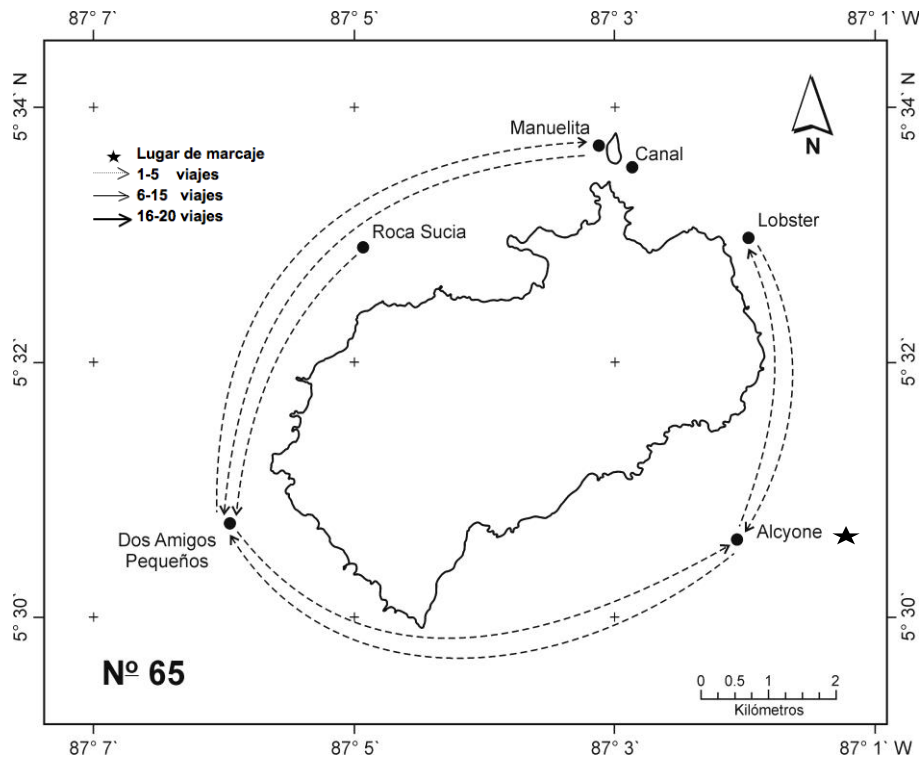 87° 7` 87° 5` 87° 3` 87° 1` W
5° 34` N
Manuelita
Canal
N
Lugar de marcaje
1-5 viajes
6-15 viajes
16-20 viajes
Roca Sucia
Lobster
5° 32`
5° 32`
5° 34` N
Dos Amigos
Pequeños
Alcyone
5° 30`
5° 30`
Nº 65
0 0.5 1 2
Kilómetros
87° 7` 87° 5` 87° 3` 87° 1` W